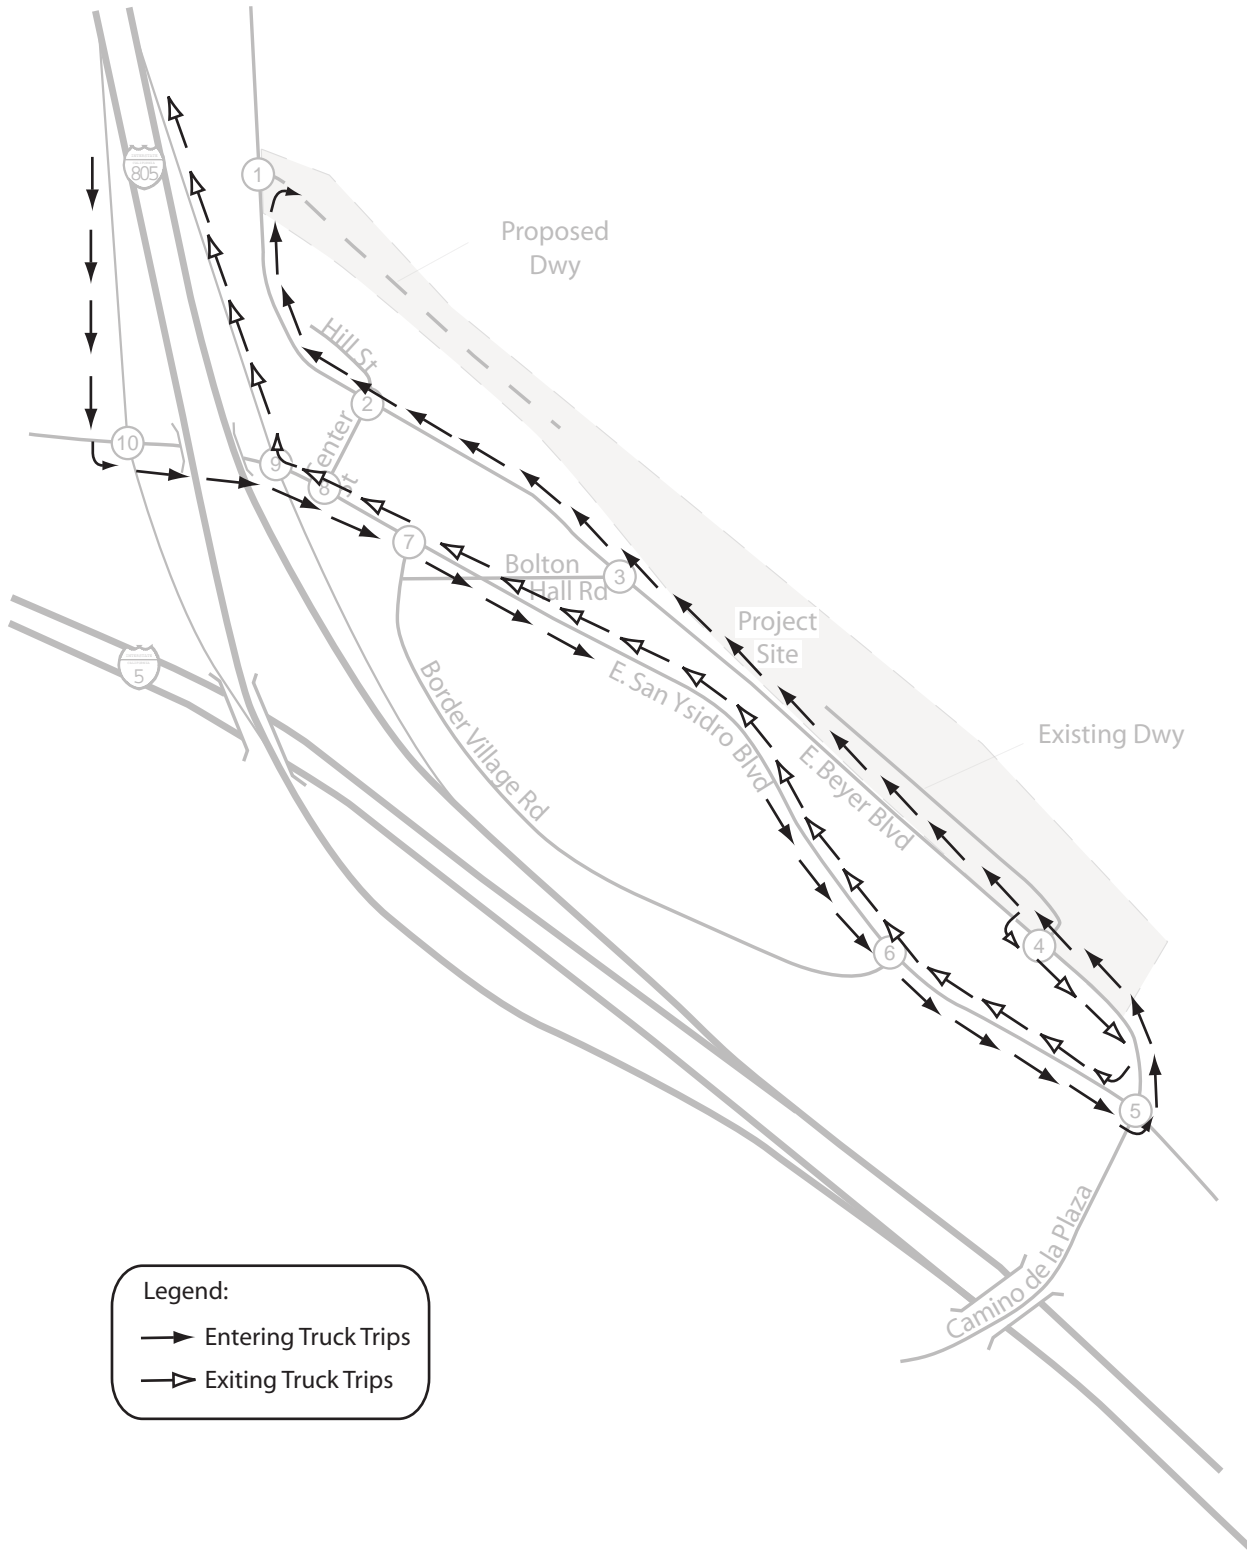 805
1
Proposed
Dwy
Hill St
2
Center
St
10
9
8
7
Bolton
Hall Rd
3
Project
Site
5
Border Village Rd
E. San Ysidro Blvd
E. Beyer Blvd
Existing Dwy
6
4
5
Camino de la Plaza
Legend:
Entering Truck Trips
Exiting Truck Trips